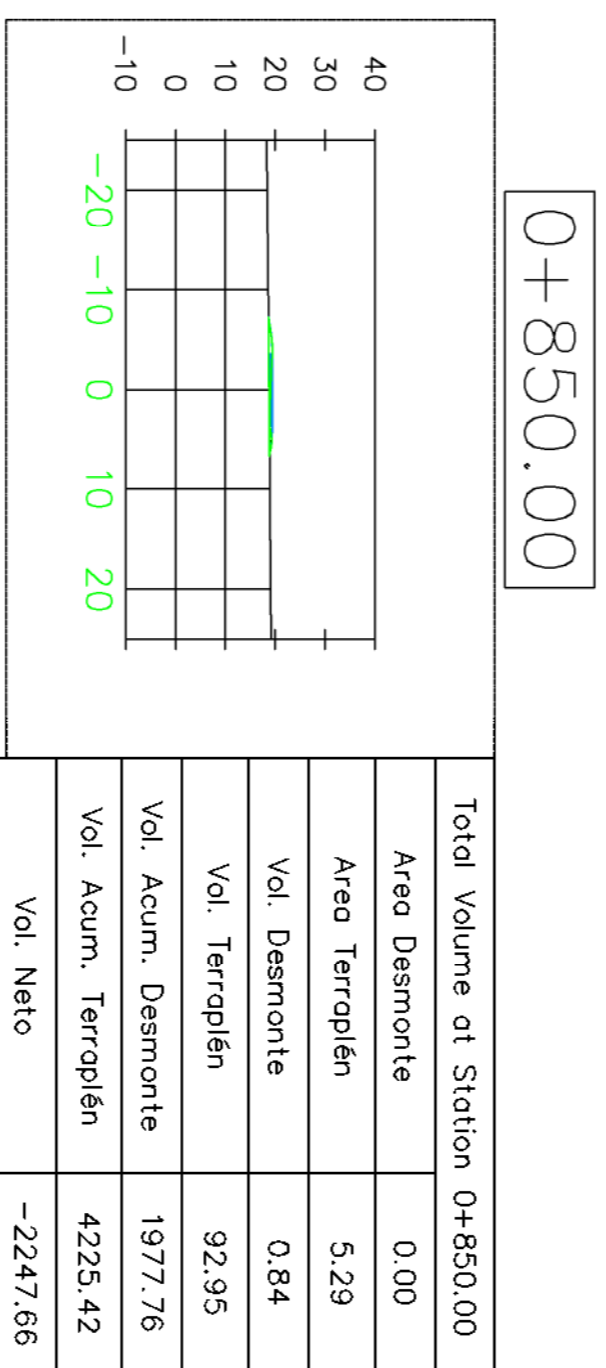 0+850.00
40
30
20
10
0
-10
-20 -10 0 10 20
Total Volume at Station 0+850.00
Area Desmonte 0.00
Area Terraplén 5.29
Vol. Desmonte 0.84
Vol. Terraplén 92.95
Vol. Acum. Desmonte 1977.76
Vol. Acum. Terraplén 4225.42
Vol. Neto -2247.66